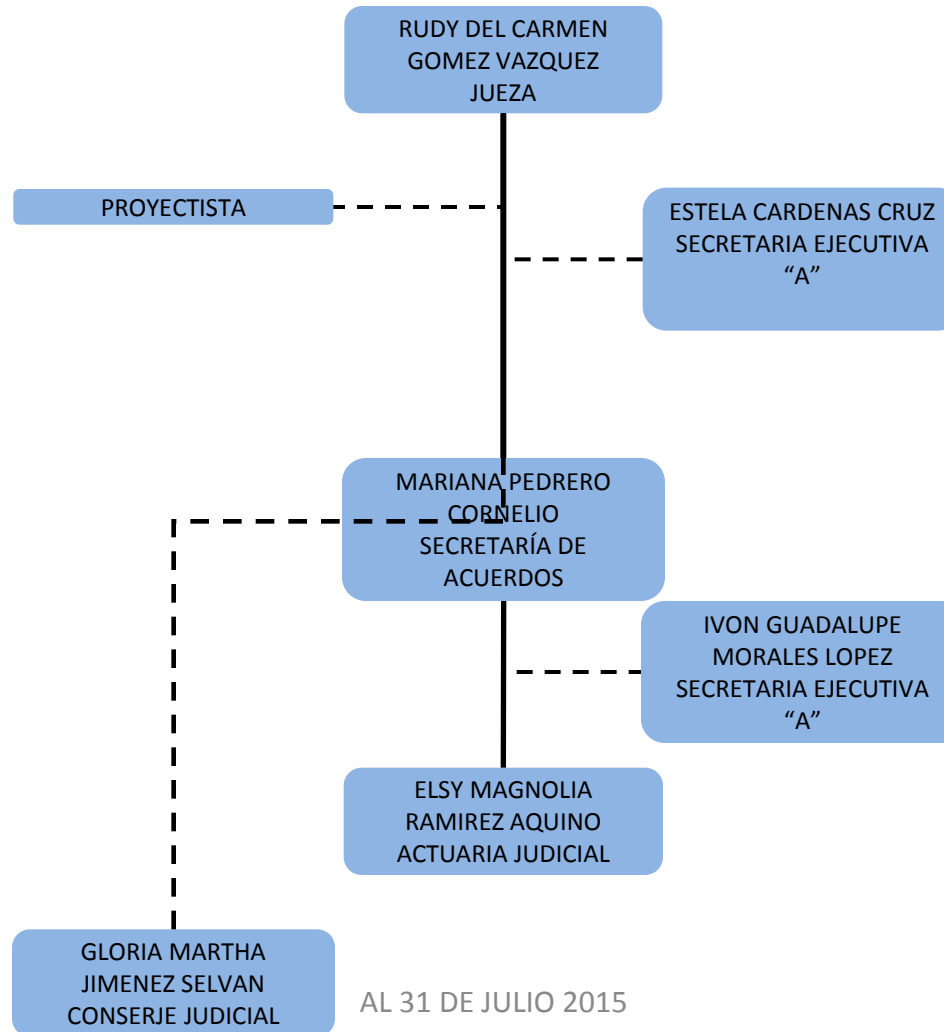 RUDY DEL CARMEN
GOMEZ VAZQUEZ
JUEZA
PROYECTISTA
ESTELA CARDENAS CRUZ
SECRETARIA EJECUTIVA
“A”
MARIANA PEDRERO
CORNELIO
SECRETARÍA DE
ACUERDOS
IVON GUADALUPE
MORALES LOPEZ
SECRETARIA EJECUTIVA
“A”
ELSY MAGNOLIA
RAMIREZ AQUINO
ACTUARIA JUDICIAL
GLORIA MARTHA
JIMENEZ SELVAN
CONSERJE JUDICIAL
AL 31 DE JULIO 2015